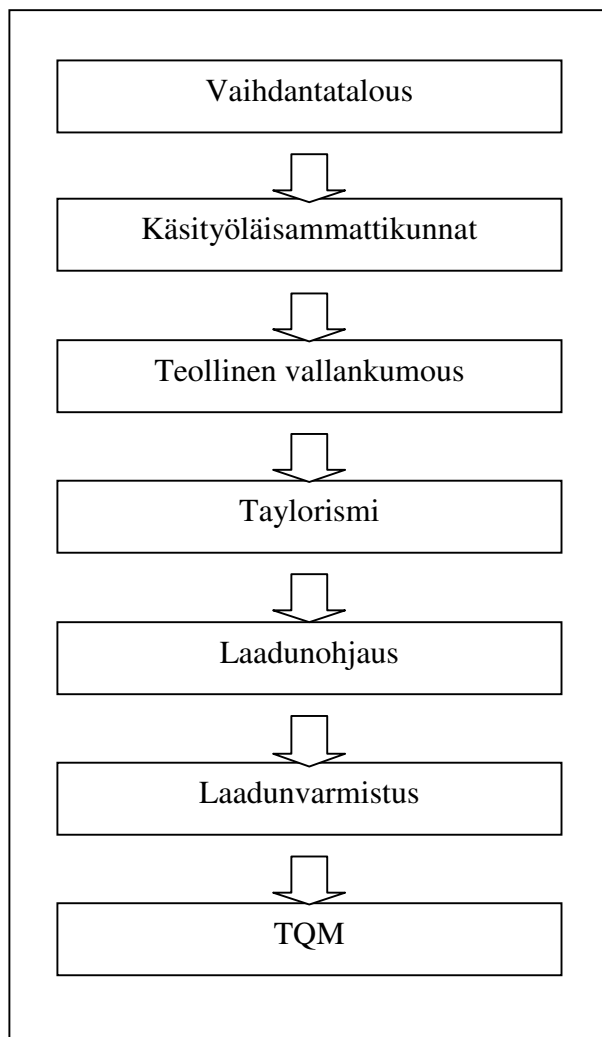 Vaihdantatalous
Käsityöläisammattikunnat
Teollinen vallankumous
Taylorismi
Laadunohjaus
Laadunvarmistus
TQM